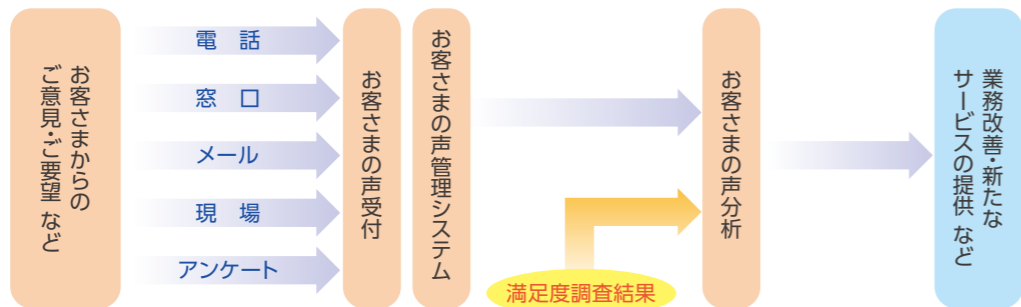 お客さまからの
ご意見・ご要望 など
電 話
窓 口
メール
現 場
アンケート
お客さまの声受付
お客さまの声管理システム
満足度調査結果
お客さまの声分析
業務改善・新たな
サービスの提供 など